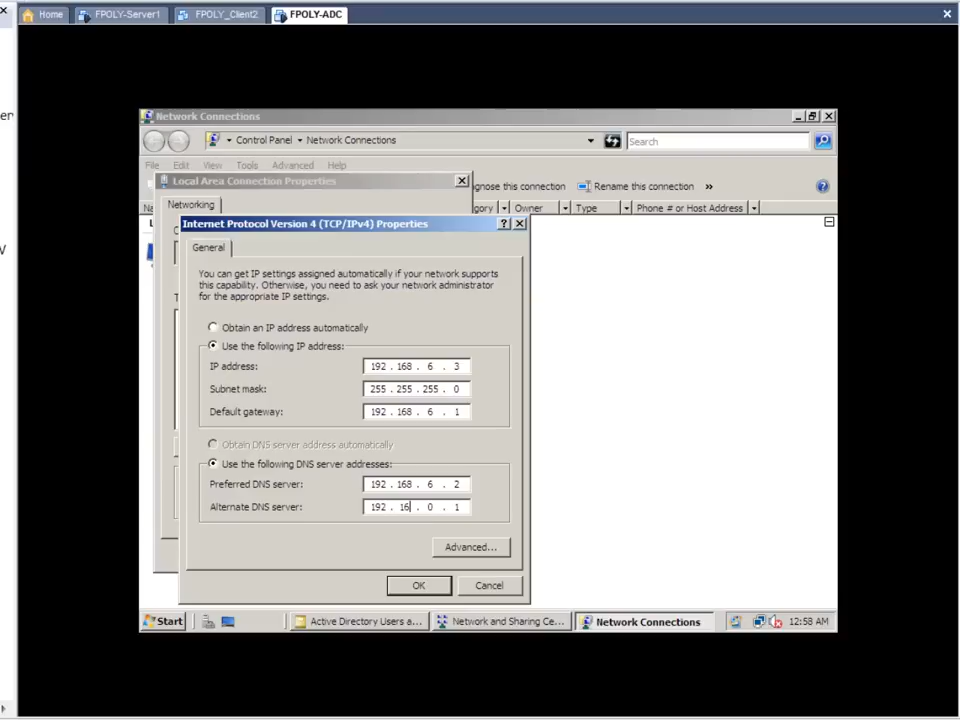 Home FPOLY-Server1 FPOLY_Client2 FPOLY-ADC
er
Network Connections
Control Panel Network Connections Search
File Edit View Tools Advanced Help
Local Area Connection Properties
gnose this connection Rename this connection »
Na gory Owner Type Phone # or Host Address
Networking
Internet Protocol Version 4 (TCP/IPv4) Properties
General
You can get IP settings assigned automatically if your network supports
this capability. Otherwise, you need to ask your network administrator
for the appropriate IP settings.
Obtain an IP address automatically
Use the following IP address:
IP address: 192 . 168 . 6 . 3
Subnet mask: 255 . 255 . 255 . 0
Default gateway: 192 . 168 . 6 . 1
Obtain DNS server address automatically
Use the following DNS server addresses:
Preferred DNS server: 192 . 168 . 6 . 2
Alternate DNS server: 192 . 16 . 0 . 1
Advanced...
OK Cancel
Start Active Directory Users a... Network and Sharing Ce... Network Connections 12:58 AM